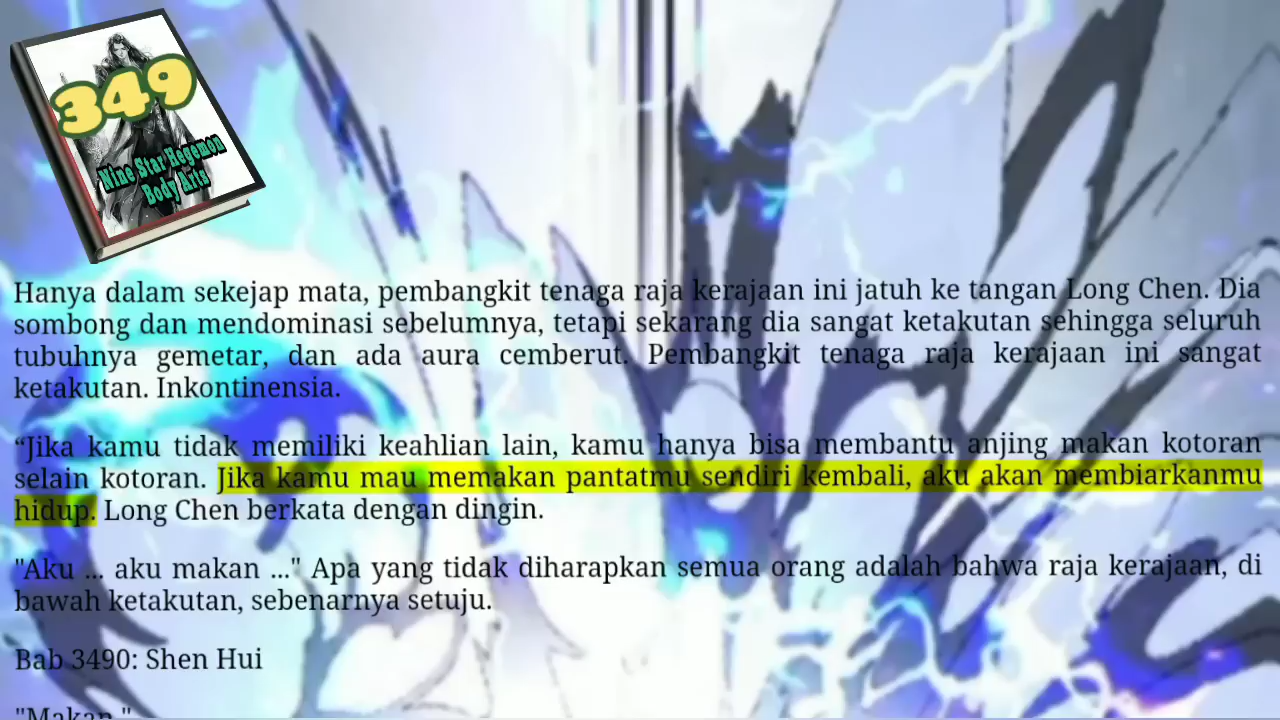 349
Nine Star Hegemon
Body Arts
Hanya dalam sekejap mata, pembangkit tenaga raja kerajaan ini jatuh ke tangan Long Chen. Dia
sombong dan mendominasi sebelumnya, tetapi sekarang dia sangat ketakutan sehingga seluruh
tubuhnya gemetar, dan ada aura cemberut. Pembangkit tenaga raja kerajaan ini sangat
ketakutan. Inkontinensia.
“Jika kamu tidak memiliki keahlian lain, kamu hanya bisa membantu anjing makan kotoran
selain kotoran. Jika kamu mau memakan pantatmu sendiri kembali, aku akan membiarkanmu
hidup. Long Chen berkata dengan dingin.
"Aku ... aku makan ..." Apa yang tidak diharapkan semua orang adalah bahwa raja kerajaan, di
bawah ketakutan, sebenarnya setuju.
Bab 3490: Shen Hui
"Makan."